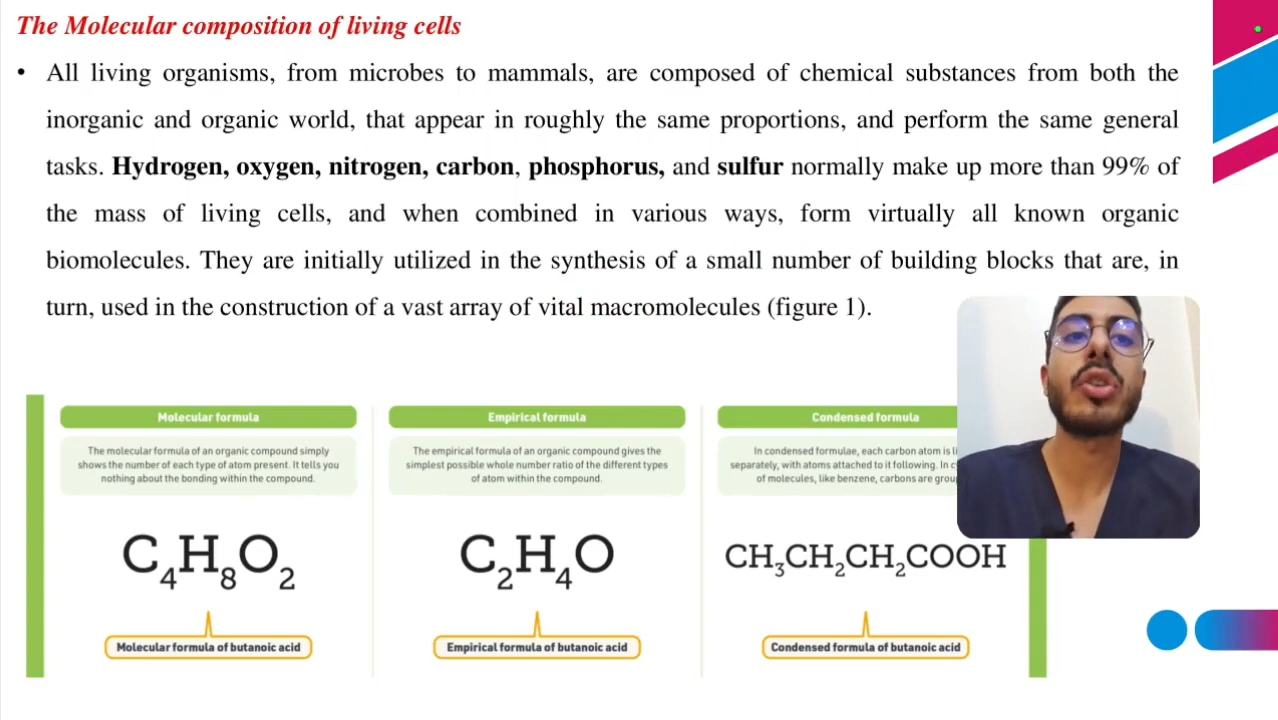 The Molecular composition of living cells
• All living organisms, from microbes to mammals, are composed of chemical substances from both the
inorganic and organic world, that appear in roughly the same proportions, and perform the same general
tasks. Hydrogen, oxygen, nitrogen, carbon, phosphorus, and sulfur normally make up more than 99% of
the mass of living cells, and when combined in various ways, form virtually all known organic
biomolecules. They are initially utilized in the synthesis of a small number of building blocks that are, in
turn, used in the construction of a vast array of vital macromolecules (figure 1).
Molecular formula
The molecular formula of an organic compound simply
shows the number of each type of atom present. It tells you
nothing about the bonding within the compound.
C₄H₈O₂
Molecular formula of butanoic acid
Empirical formula
The empirical formula of an organic compound gives the
simplest possible whole number ratio of the different types
of atom within the compound.
C₂H₄O
Empirical formula of butanoic acid
Condensed formula
In condensed formulae, each carbon atom is
separately, with atoms attached to it following. In
of molecules, like benzene, carbons are
CH₃CH₂CH₂COOH
Condensed formula of butanoic acid